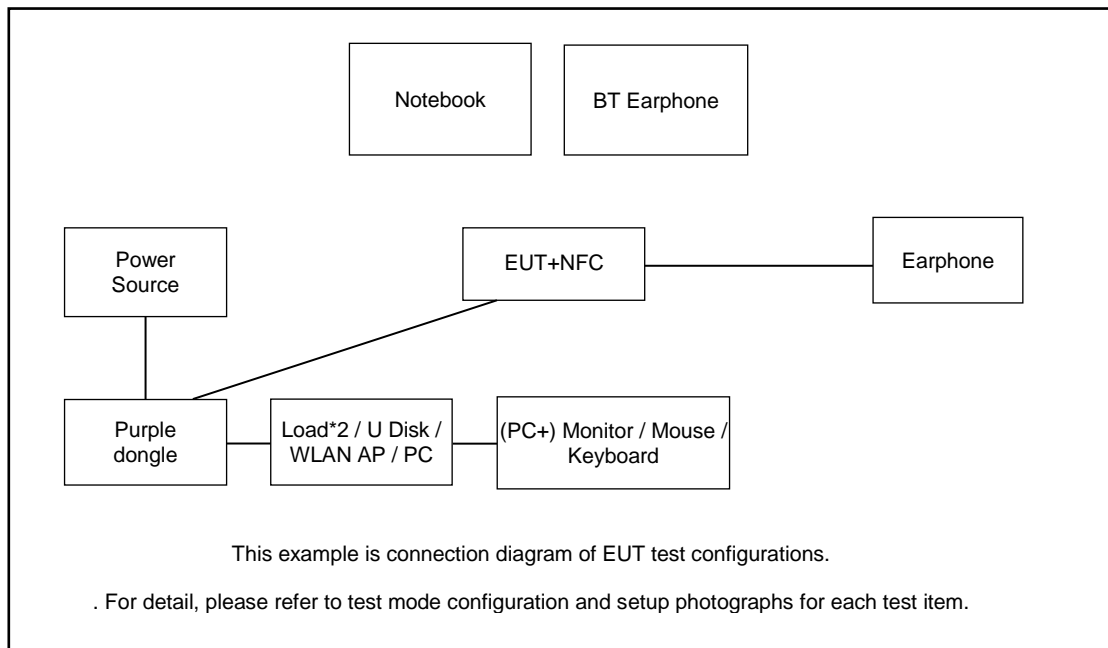 Notebook
BT Earphone
Power
Source
EUT+NFC
Earphone
Purple
dongle
Load*2 / U Disk /
WLAN AP / PC
(PC+) Monitor / Mouse /
Keyboard
This example is connection diagram of EUT test configurations.
. For detail, please refer to test mode configuration and setup photographs for each test item.